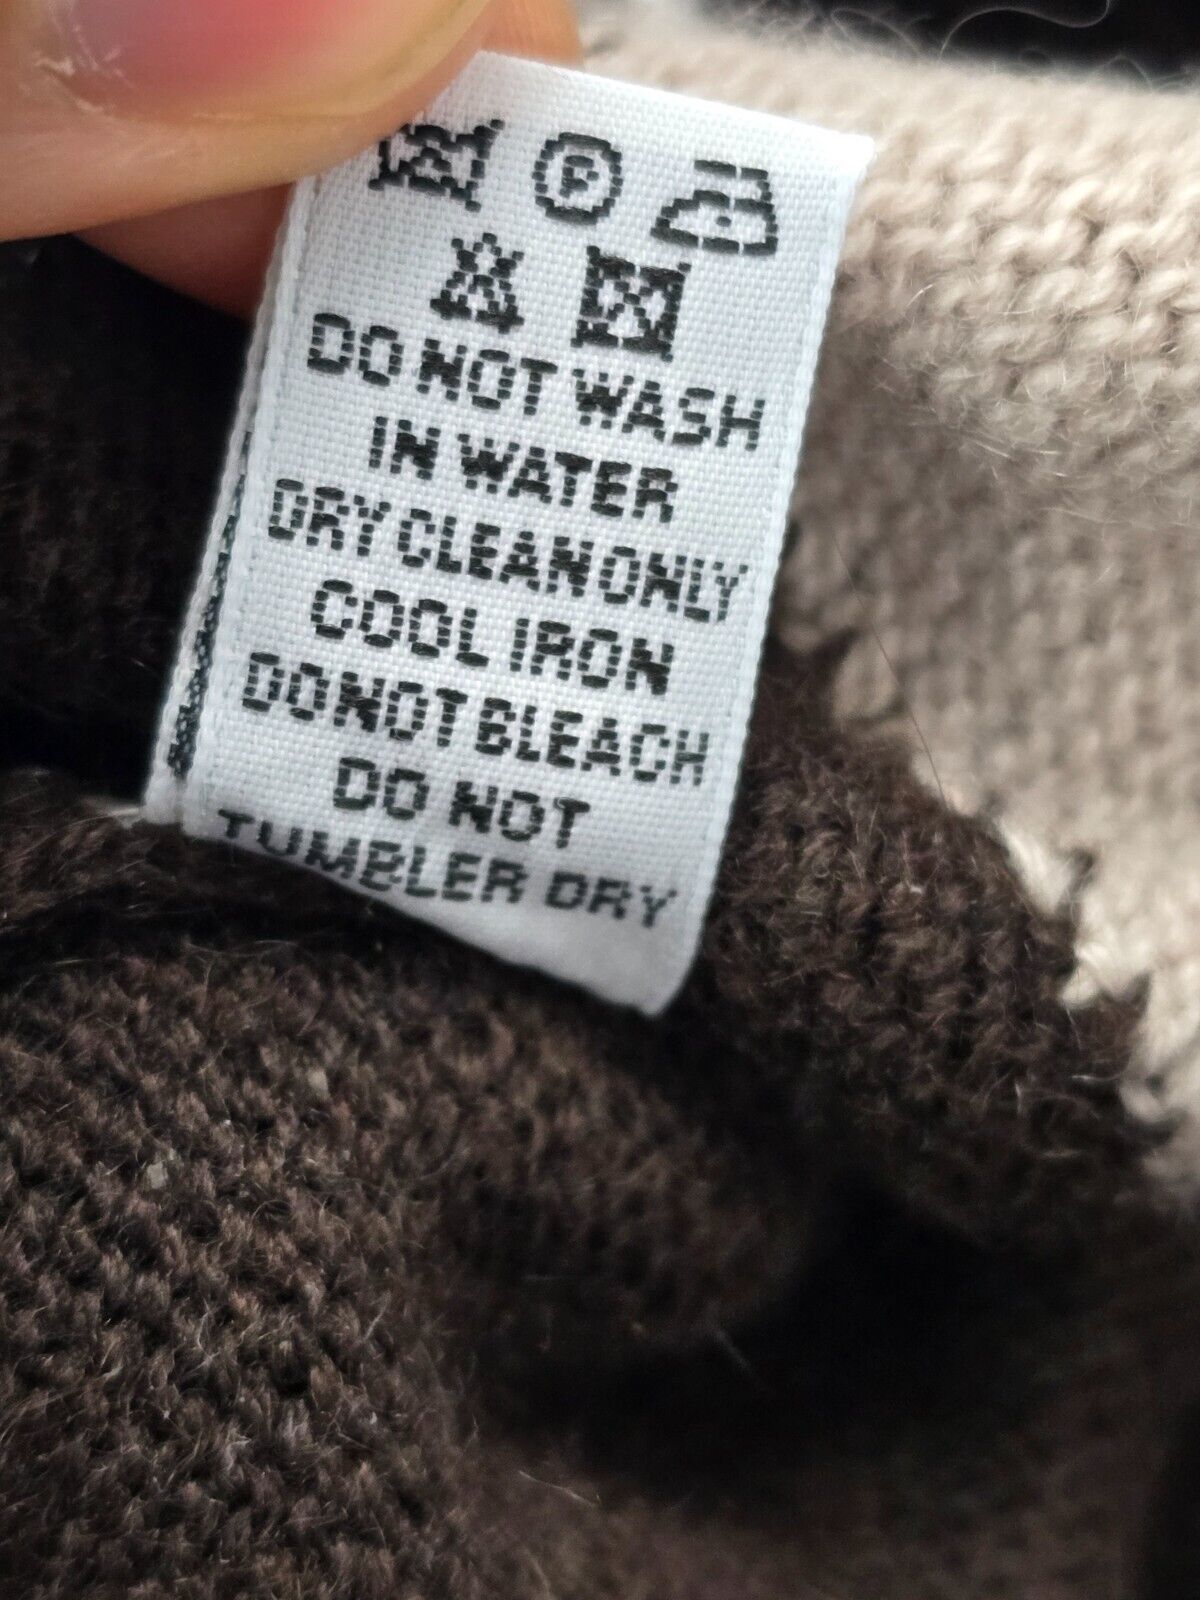 P
DO NOT WASH
IN WATER
DRY CLEAN ONLY
COOL IRON
DO NOT BLEACH
DO NOT
TUMBLER DRY